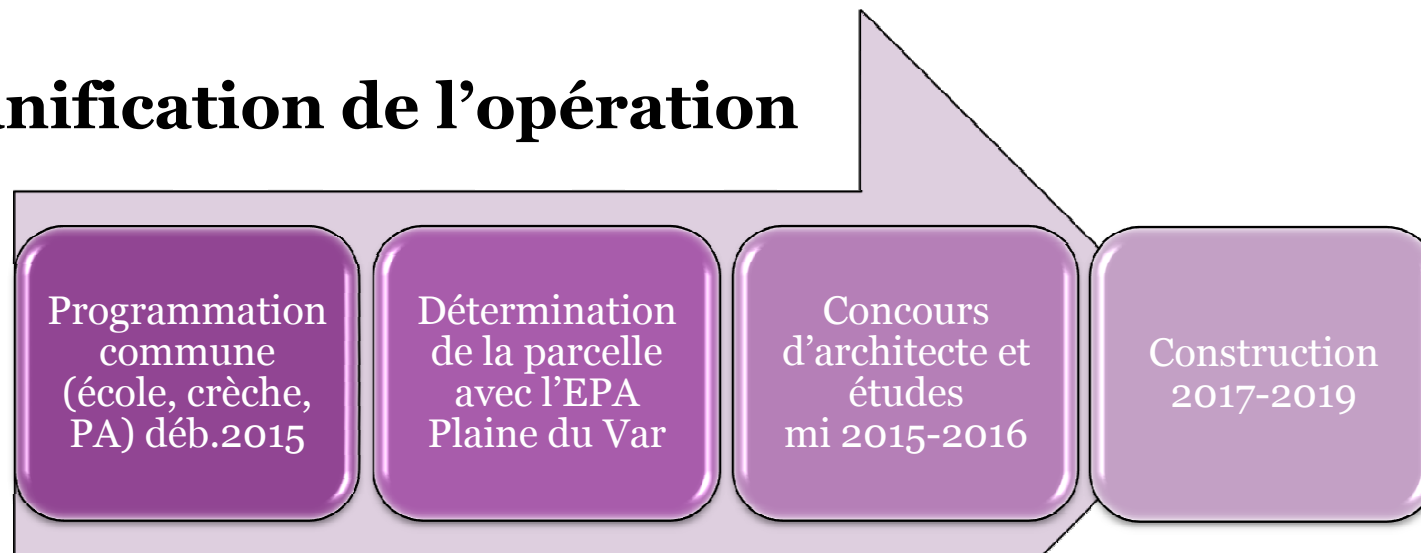 nification de l’opération
Programmation
commune
(école, crèche,
PA) déb.2015
Détermination
de la parcelle
avec l’EPA
Plaine du Var
Concours
d’architecte et
études
mi 2015-2016
Construction
2017-2019